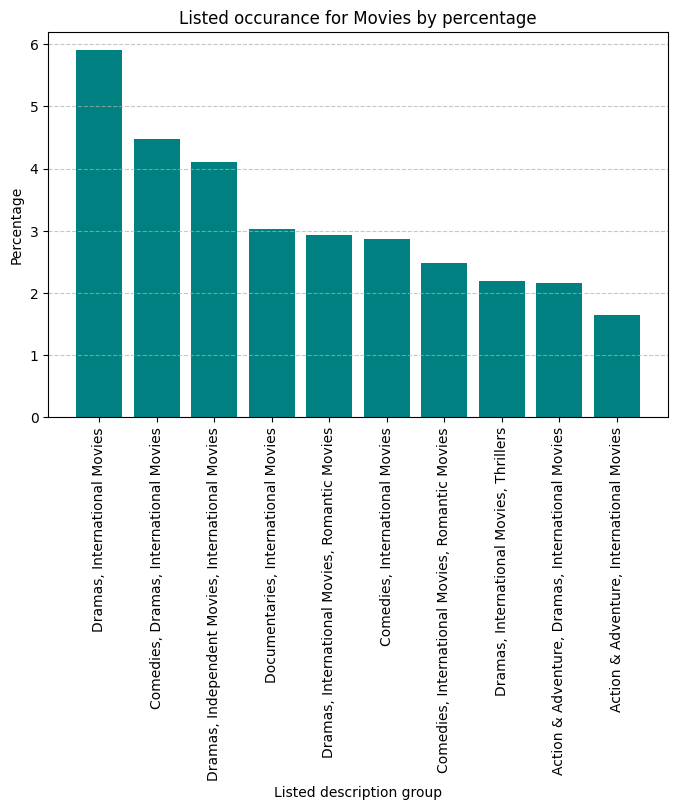 Listed occurance for Movies by percentage
6
5
4
3
2
1
0
Percentage
Dramas, International Movies
Comedies, Dramas, International Movies
Dramas, Independent Movies, International Movies
Documentaries, International Movies
Dramas, International Movies, Romantic Movies
Comedies, International Movies
Comedies, International Movies, Romantic Movies
Dramas, International Movies, Thrillers
Action & Adventure, Dramas, International Movies
Action & Adventure, International Movies
Listed description group